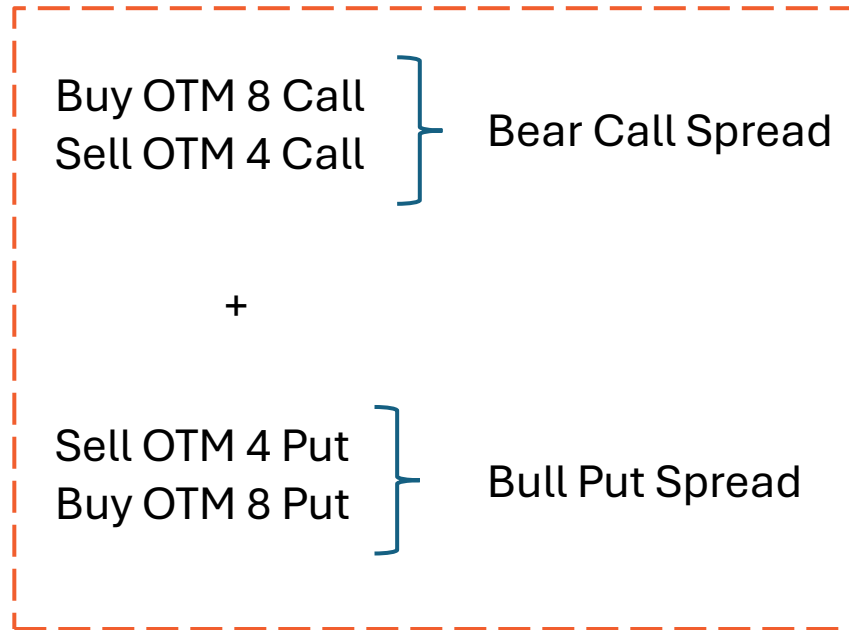 Buy OTM 8 Call
Sell OTM 4 Call
Bear Call Spread
+
Sell OTM 4 Put
Buy OTM 8 Put
Bull Put Spread